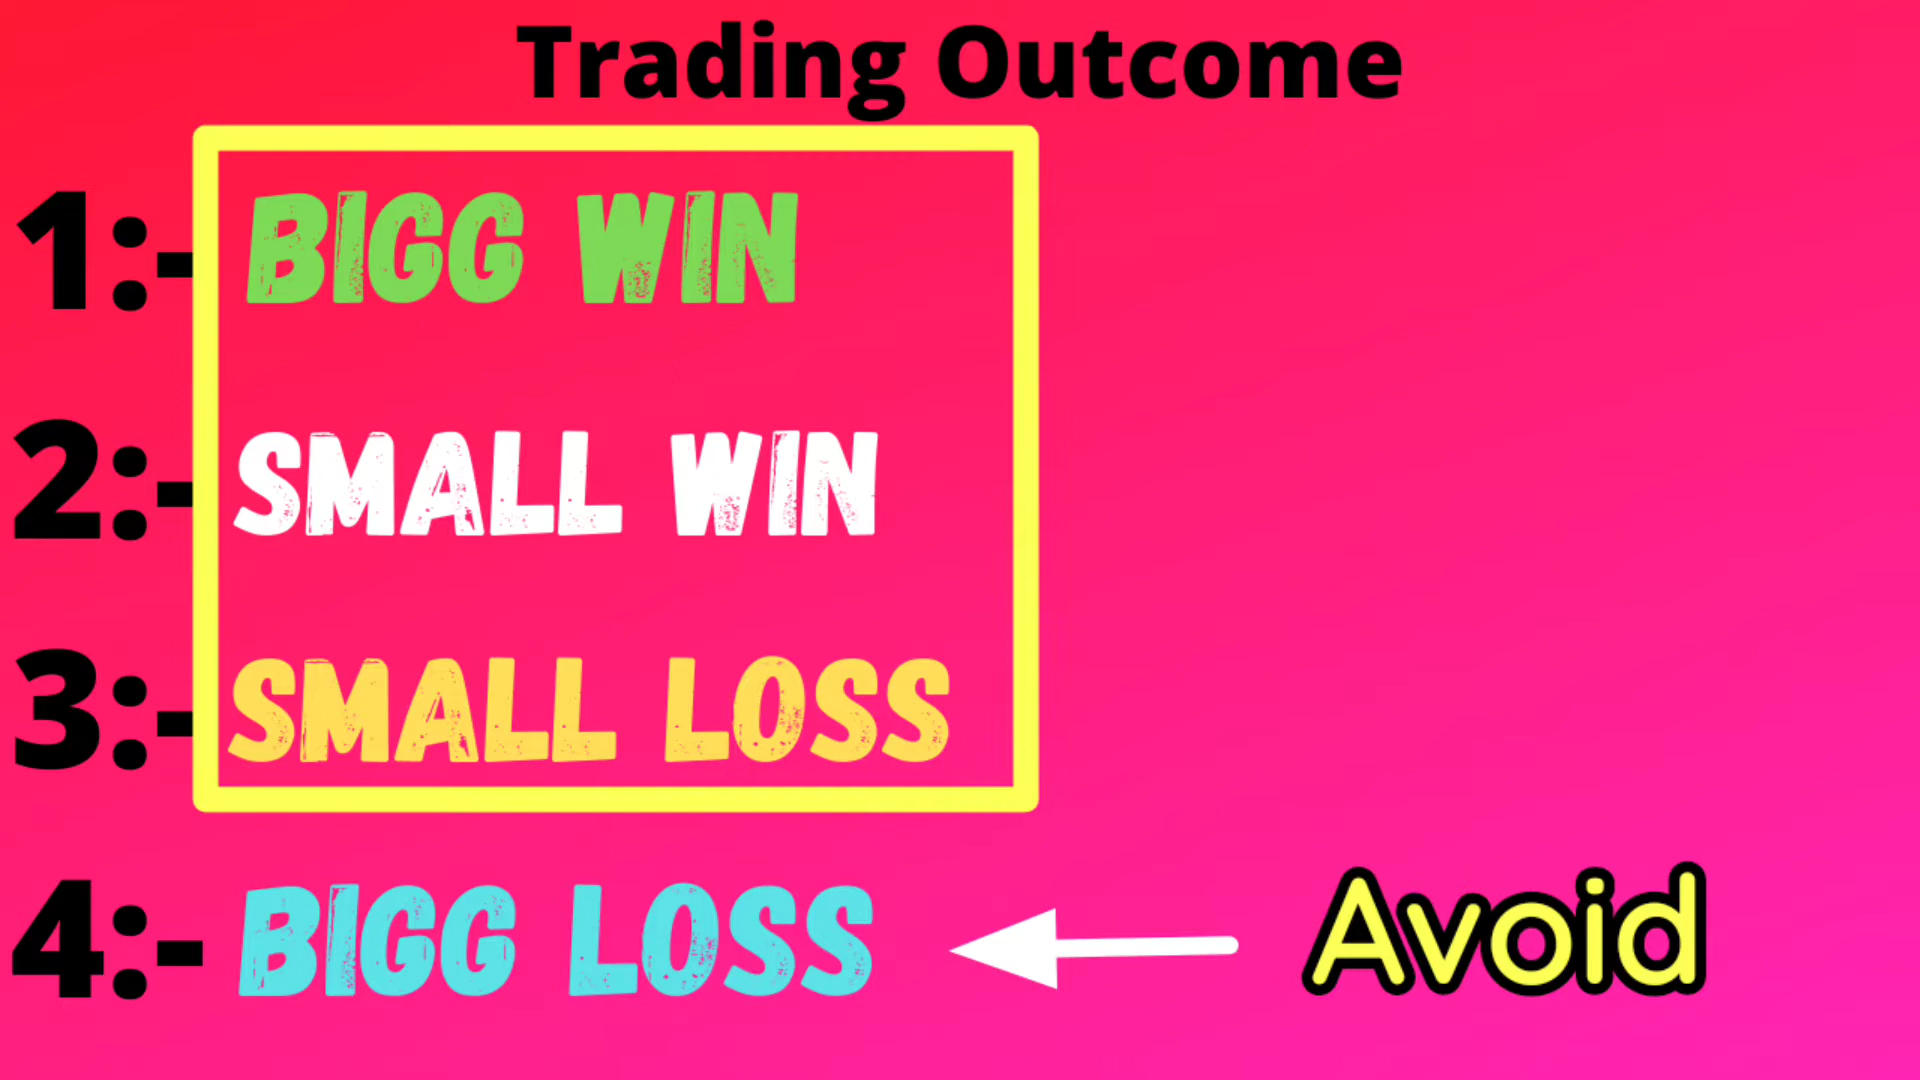 Trading Outcome
1:- BIGG WIN
2:- SMALL WIN
3:- SMALL LOSS
4:- BIGG LOSS
Avoid